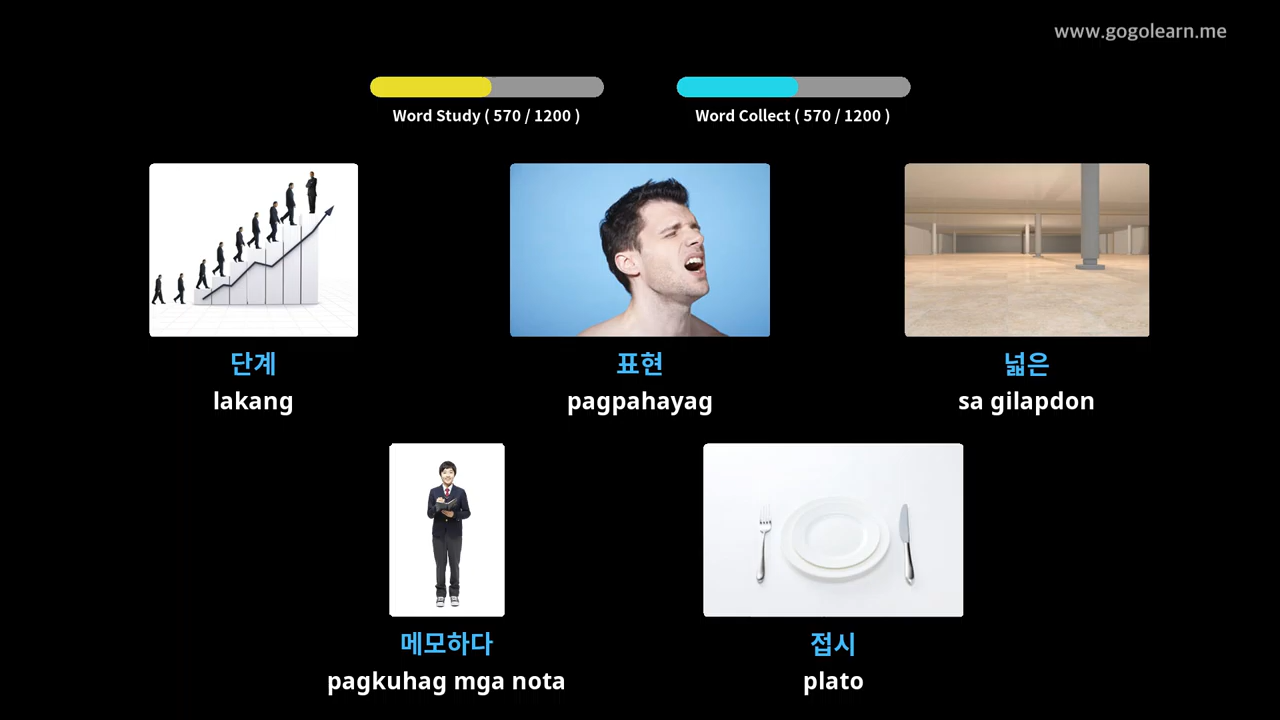 www.gogolearn.me
Word Study ( 570 / 1200 )
Word Collect ( 570 / 1200 )
단계
lakang
표현
pagpahayag
넓은
sa gilapdon
메모하다
pagkuhag mga nota
접시
plato